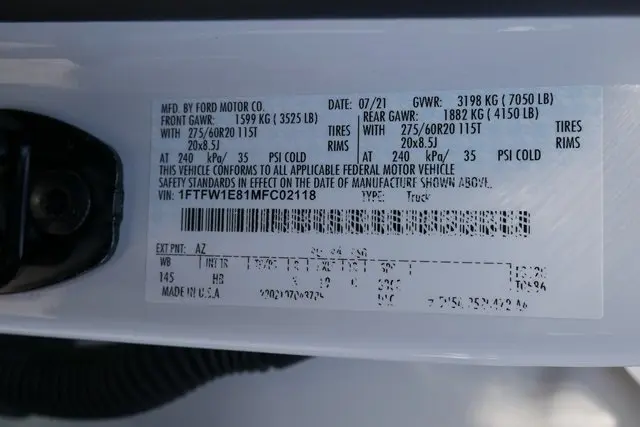 MFD. BY FORD MOTOR CO. DATE: 07/21 GVWR: 3198 KG ( 7050 LB)
FRONT GAWR: 1599 KG ( 3525 LB) REAR GAWR: 1882 KG ( 4150 LB)
WITH 275/60R20 115T TIRES WITH 275/60R20 115T TIRES
20x8.5J RIMS 20x8.5J RIMS
AT 240 kPa/ 35 PSI COLD AT 240 kPa/ 35 PSI COLD
THIS VEHICLE CONFORMS TO ALL APPLICABLE FEDERAL MOTOR VEHICLE
SAFETY STANDARDS IN EFFECT ON THE DATE OF MANUFACTURE SHOWN ABOVE.
VIN: 1FTFW1E81MFC02118 TYPE: Truck
EXT PNT: AZ
WB
145 HB
MADE IN U.S.A